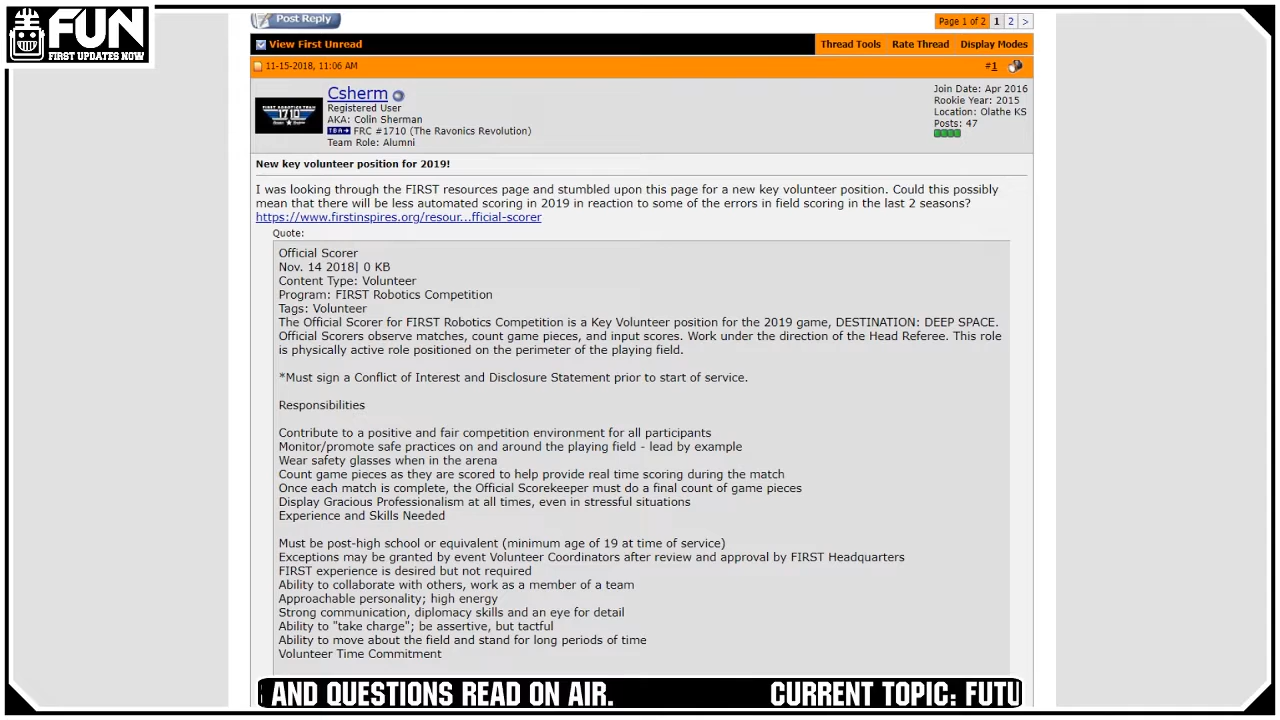 FUN
FIRST UPDATES NOW
Post Reply
Page 1 of 2 1 2 >
View First Unread
Thread Tools Rate Thread Display Modes
11-15-2018, 11:06 AM
#1
Csherm
Registered User
AKA: Colin Sherman
TBA FRC #1710 (The Ravonics Revolution)
Team Role: Alumni
FIRST ROBOTICS TEAM
1710
Join Date: Apr 2016
Rookie Year: 2015
Location: Olathe KS
Posts: 47
New key volunteer position for 2019!
I was looking through the FIRST resources page and stumbled upon this page for a new key volunteer position. Could this possibly
mean that there will be less automated scoring in 2019 in reaction to some of the errors in field scoring in the last 2 seasons?
https://www.firstinspires.org/resour...fficial-scorer
Quote:
Official Scorer
Nov. 14 2018| 0 KB
Content Type: Volunteer
Program: FIRST Robotics Competition
Tags: Volunteer
The Official Scorer for FIRST Robotics Competition is a Key Volunteer position for the 2019 game, DESTINATION: DEEP SPACE.
Official Scorers observe matches, count game pieces, and input scores. Work under the direction of the Head Referee. This role
is physically active role positioned on the perimeter of the playing field.
*Must sign a Conflict of Interest and Disclosure Statement prior to start of service.
Responsibilities
Contribute to a positive and fair competition environment for all participants
Monitor/promote safe practices on and around the playing field - lead by example
Wear safety glasses when in the arena
Count game pieces as they are scored to help provide real time scoring during the match
Once each match is complete, the Official Scorekeeper must do a final count of game pieces
Display Gracious Professionalism at all times, even in stressful situations
Experience and Skills Needed
Must be post-high school or equivalent (minimum age of 19 at time of service)
Exceptions may be granted by event Volunteer Coordinators after review and approval by FIRST Headquarters
FIRST experience is desired but not required
Ability to collaborate with others, work as a member of a team
Approachable personality; high energy
Strong communication, diplomacy skills and an eye for detail
Ability to "take charge"; be assertive, but tactful
Ability to move about the field and stand for long periods of time
Volunteer Time Commitment
AND QUESTIONS READ ON AIR. CURRENT TOPIC: FUTU